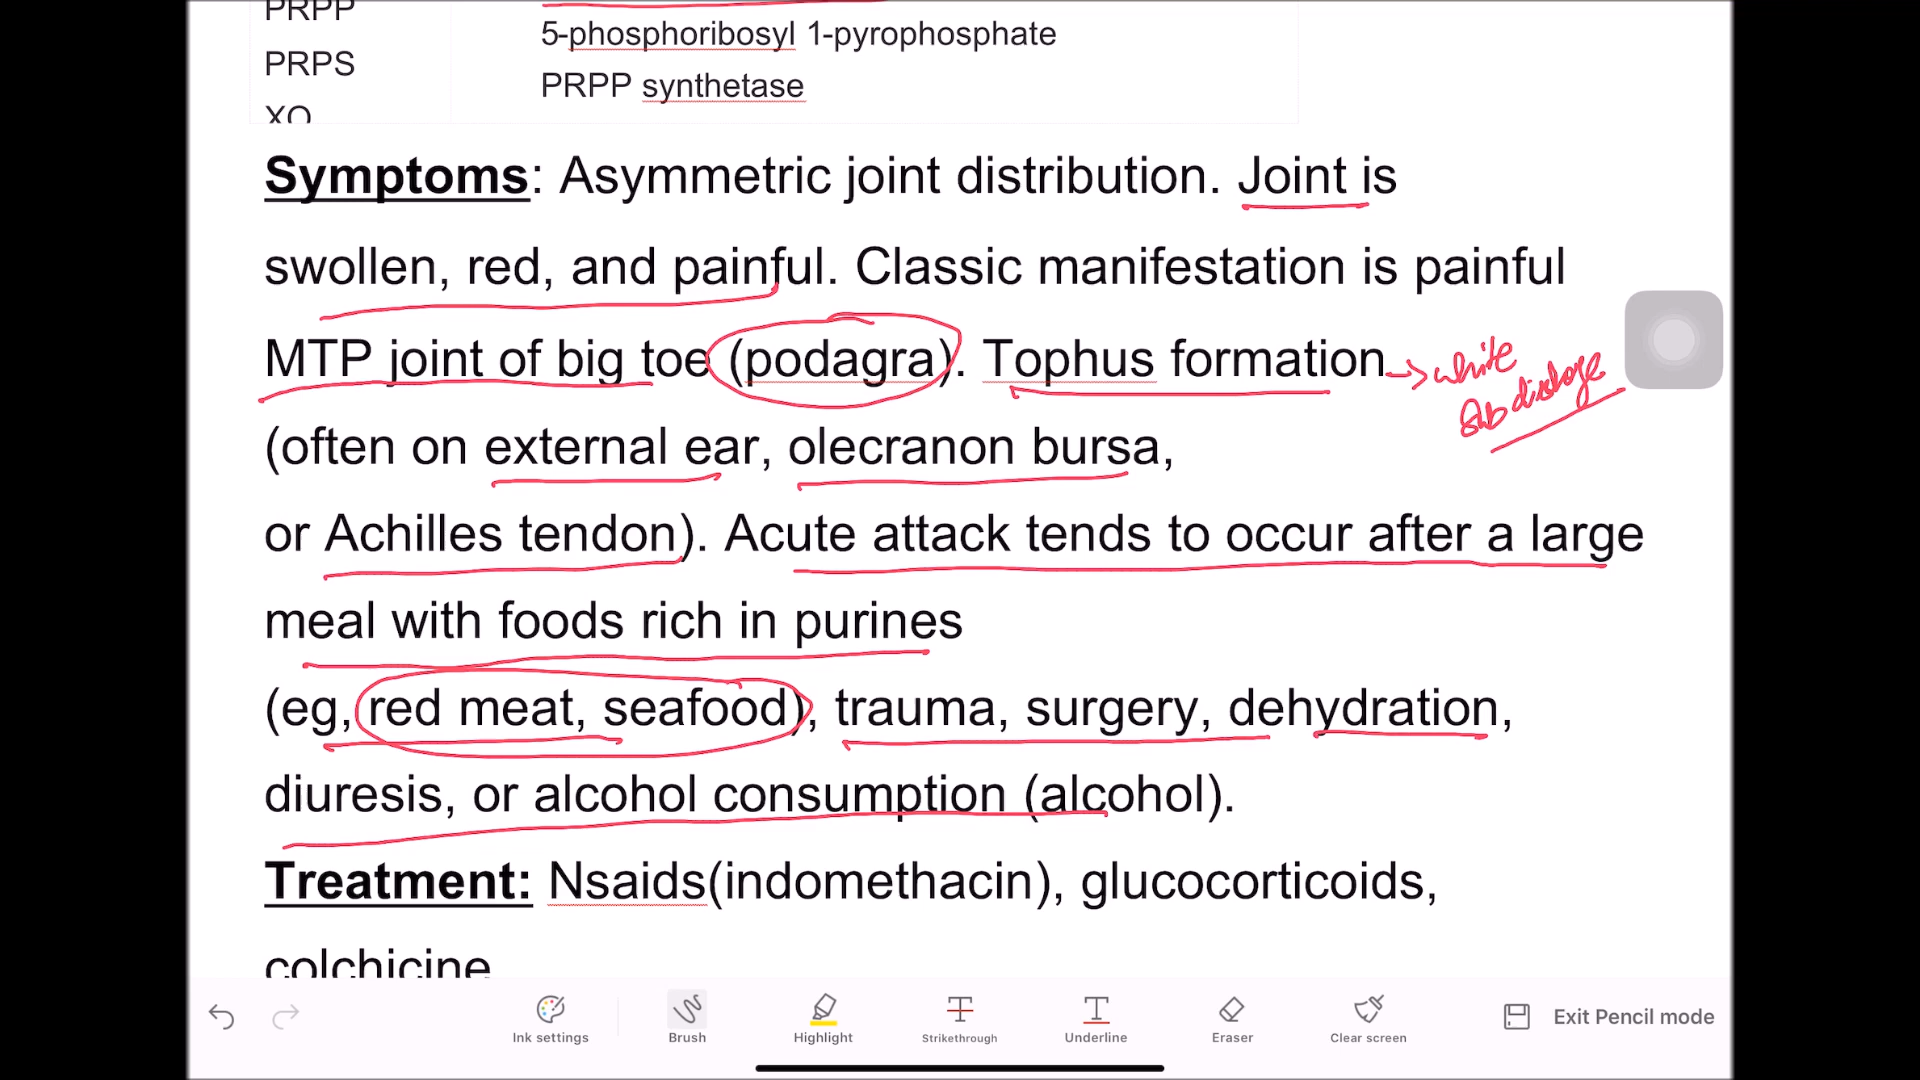 PRPP
5-phosphoribosyl 1-pyrophosphate
PRPS
PRPP synthetase
XO
Symptoms: Asymmetric joint distribution. Joint is
swollen, red, and painful. Classic manifestation is painful
MTP joint of big toe (podagra). Tophus formation
white
discharge
(often on external ear, olecranon bursa,
or Achilles tendon). Acute attack tends to occur after a large
meal with foods rich in purines
(eg, red meat, seafood), trauma, surgery, dehydration,
diuresis, or alcohol consumption (alcohol).
Treatment: Nsaids(indomethacin), glucocorticoids,
colchicine
Ink settings
Brush
Highlight
Strikethrough
Underline
Eraser
Clear screen
Exit Pencil mode